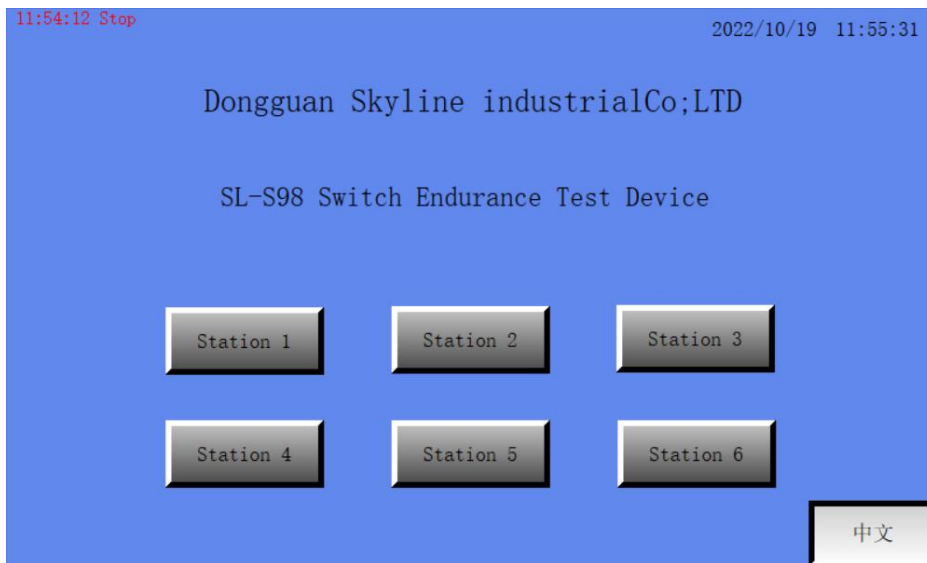 11:54:12 Stop
2022/10/19 11:55:31
Dongguan Skyline industrialCo;LTD
SL-S98 Switch Endurance Test Device
Station 1 Station 2 Station 3
Station 4 Station 5 Station 6
中文